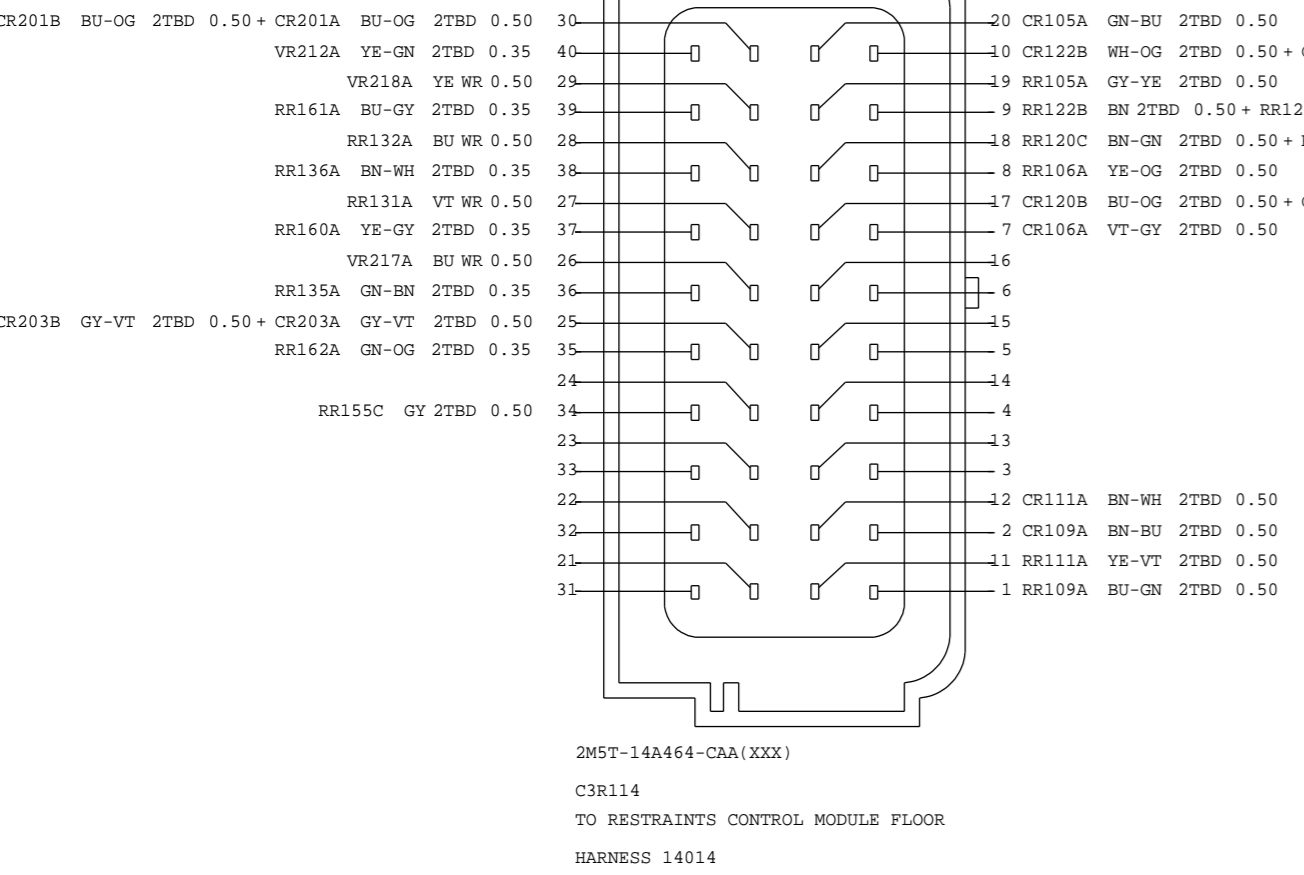 CR201B BU-OG 2TBD 0.50 + CR201A BU-OG 2TBD 0.50 30 20 CR105A GN-BU 2TBD 0.50
VR212A YE-GN 2TBD 0.35 40 10 CR122B WH-OG 2TBD 0.50 +
VR218A YE WR 0.50 29 19 RR105A GY-YE 2TBD 0.50
RR161A BU-GY 2TBD 0.35 39 9 RR122B BN 2TBD 0.50 + RR12
RR132A BU WR 0.50 28 18 RR120C BN-GN 2TBD 0.50 +
RR136A BN-WH 2TBD 0.35 38 8 RR106A YE-OG 2TBD 0.50
RR131A VT WR 0.50 27 17 CR120B BU-OG 2TBD 0.50 +
RR160A YE-GY 2TBD 0.35 37 7 CR106A VT-GY 2TBD 0.50
VR217A BU WR 0.50 26 16
RR135A GN-BN 2TBD 0.35 36 6
CR203B GY-VT 2TBD 0.50 + CR203A GY-VT 2TBD 0.50 25 15
RR162A GN-OG 2TBD 0.35 35 5
24 14
RR155C GY 2TBD 0.50 34 4
23 13
33 3
22 12 CR111A BN-WH 2TBD 0.50
32 2 CR109A BN-BU 2TBD 0.50
21 11 RR111A YE-VT 2TBD 0.50
31 1 RR109A BU-GN 2TBD 0.50
2M5T-14A464-CAA(XXX)
C3R114
TO RESTRAINTS CONTROL MODULE FLOOR
HARNESS 14014